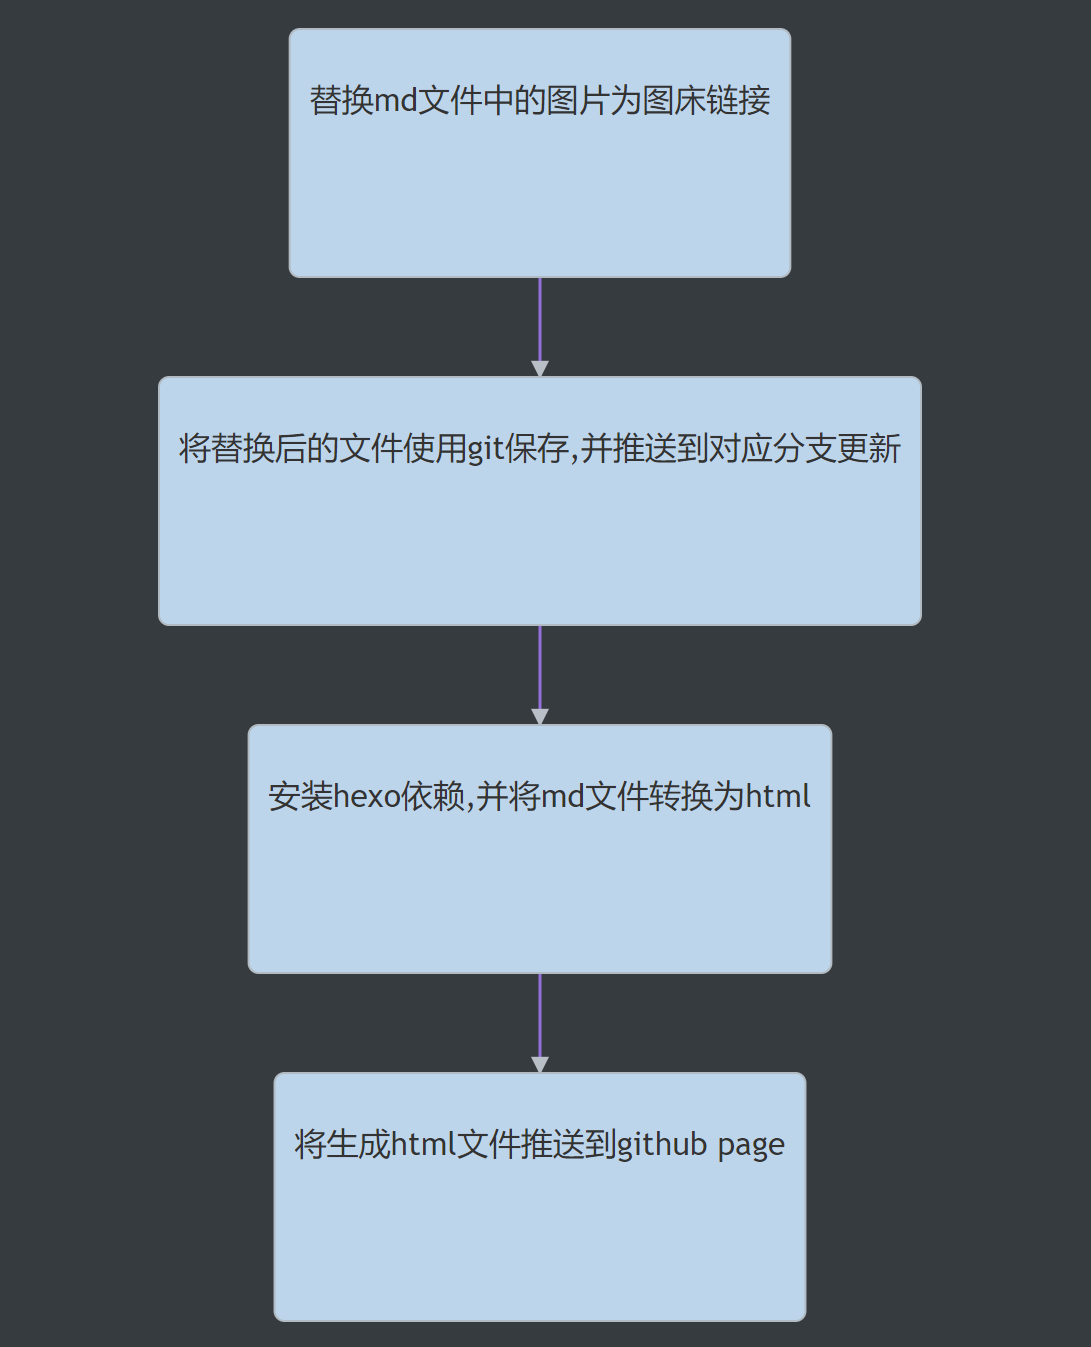 替换md文件中的图片为图床链接
将替换后的文件使用git保存,并推送到对应分支更新
安装hexo依赖,并将md文件转换为html
将生成html文件推送到github page